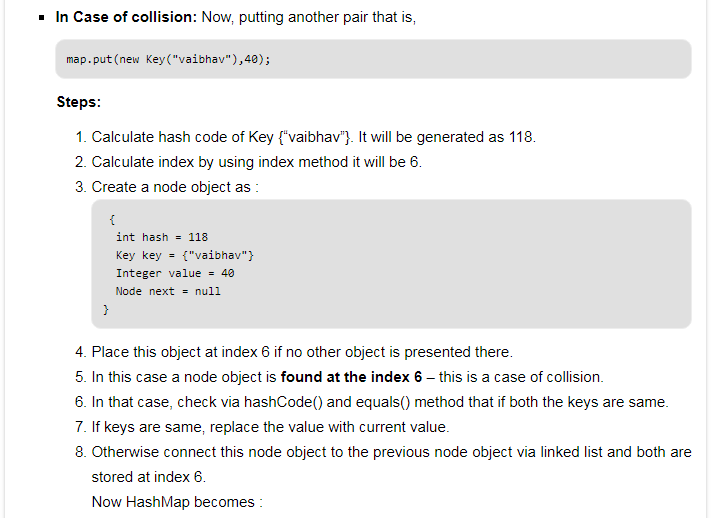 ▪ In Case of collision: Now, putting another pair that is,
map.put(new Key("vaibhav"),40);
Steps:
1. Calculate hash code of Key {“vaibhav”}. It will be generated as 118.
2. Calculate index by using index method it will be 6.
3. Create a node object as :
{
int hash = 118
Key key = {"vaibhav"}
Integer value = 40
Node next = null
}
4. Place this object at index 6 if no other object is presented there.
5. In this case a node object is found at the index 6 – this is a case of collision.
6. In that case, check via hashCode() and equals() method that if both the keys are same.
7. If keys are same, replace the value with current value.
8. Otherwise connect this node object to the previous node object via linked list and both are
stored at index 6.
Now HashMap becomes :